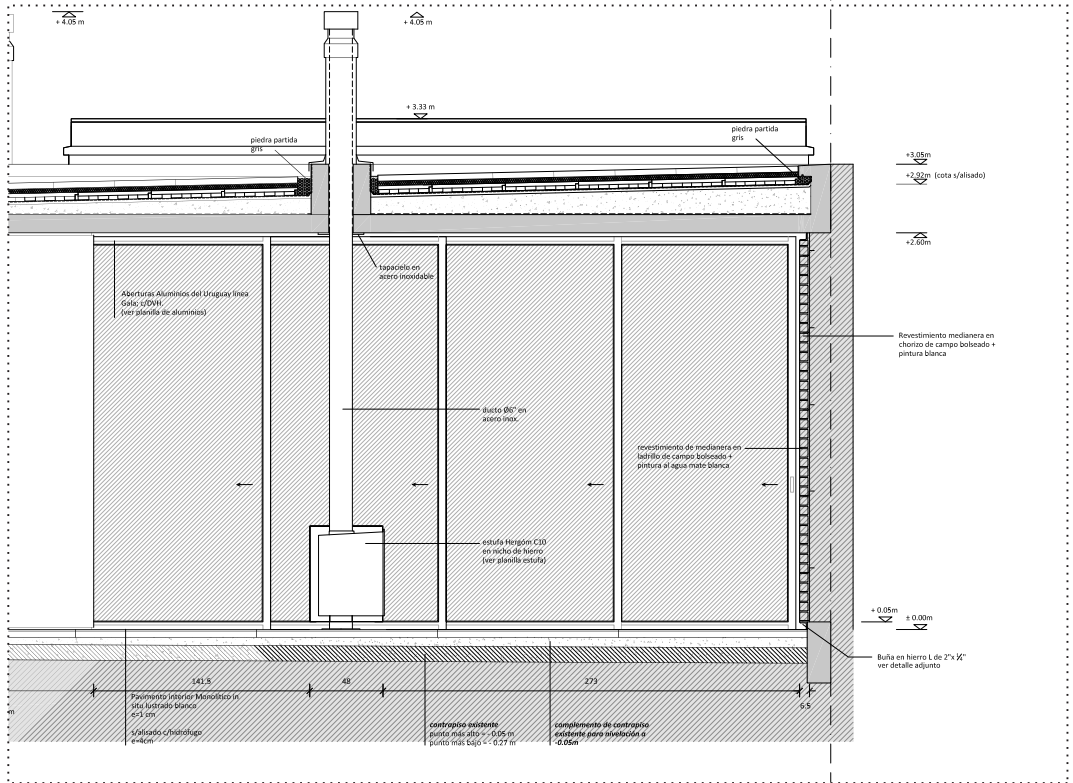 + 4.05 m
+ 4.05 m
+ 3.33 m
piedra partida
gris
piedra partida
gris
+3.05m
+2,92m (cota s/alisado)
+2.60m
tapacielo en
acero inoxidable
Aberturas Aluminios del Uruguay línea
Gala; c/DVH.
(ver planilla de aluminios)
Revestimiento medianera en
chorizo de campo bolseado +
pintura blanca
ducto Ø6" en
acero inox.
revestimiento de medianera en
ladrillo de campo bolseado +
pintura al agua mate blanca
estufa Hergóm C10
en nicho de hierro
(ver planilla estufa)
+ 0.05m
± 0.00m
Buña en hierro L de 2"x ¼"
ver detalle adjunto
141.5
48
273
6.5
m
Pavimento interior Monolítico in
situ lustrado blanco
e=1 cm
s/alisado c/hidrófugo
e=4cm
contrapiso existente
punto más alto = - 0.05 m
punto más bajo = - 0.27 m
complemento de contrapiso
existente para nivelación a
-0.05m